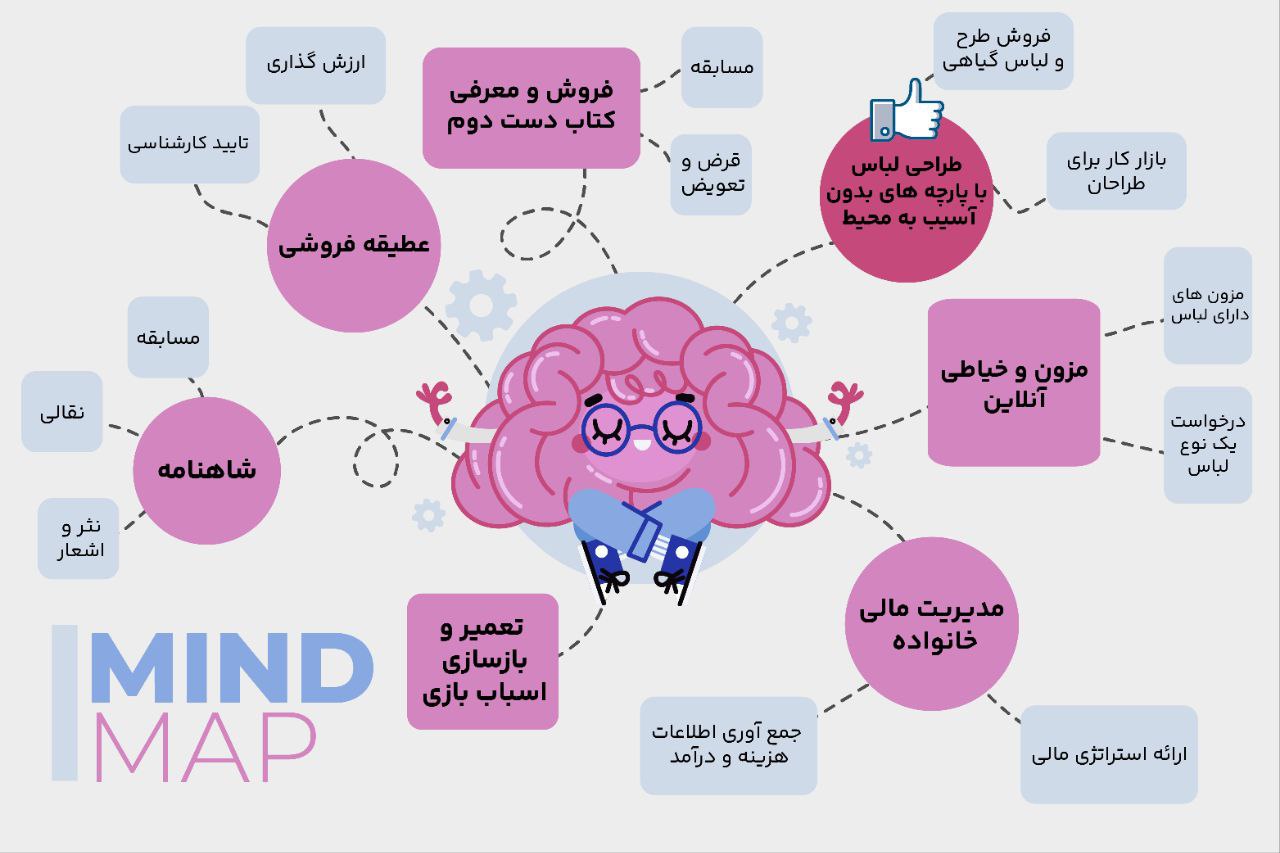 ارزش گذاری
تایید کارشناسی
عطیقه فروشی
فروش و معرفی
کتاب دست دوم
مسابقه
قرض و
تعویض
فروش طرح
و لباس گیاهی
بازار کار برای
طراحان
طراحی لباس
با پارچه های بدون
آسیب به محیط
مزون های
دارای لباس
مزون و خیاطی
آنلاین
درخواست
یک نوع
لباس
مسابقه
نقالی
شاهنامه
نثر و
اشعار
تعمیر و
بازسازی
اسباب بازی
مدیریت مالی
خانواده
جمع آوری اطلاعات
هزینه و درآمد
ارائه استراتژی مالی
MIND
MAP